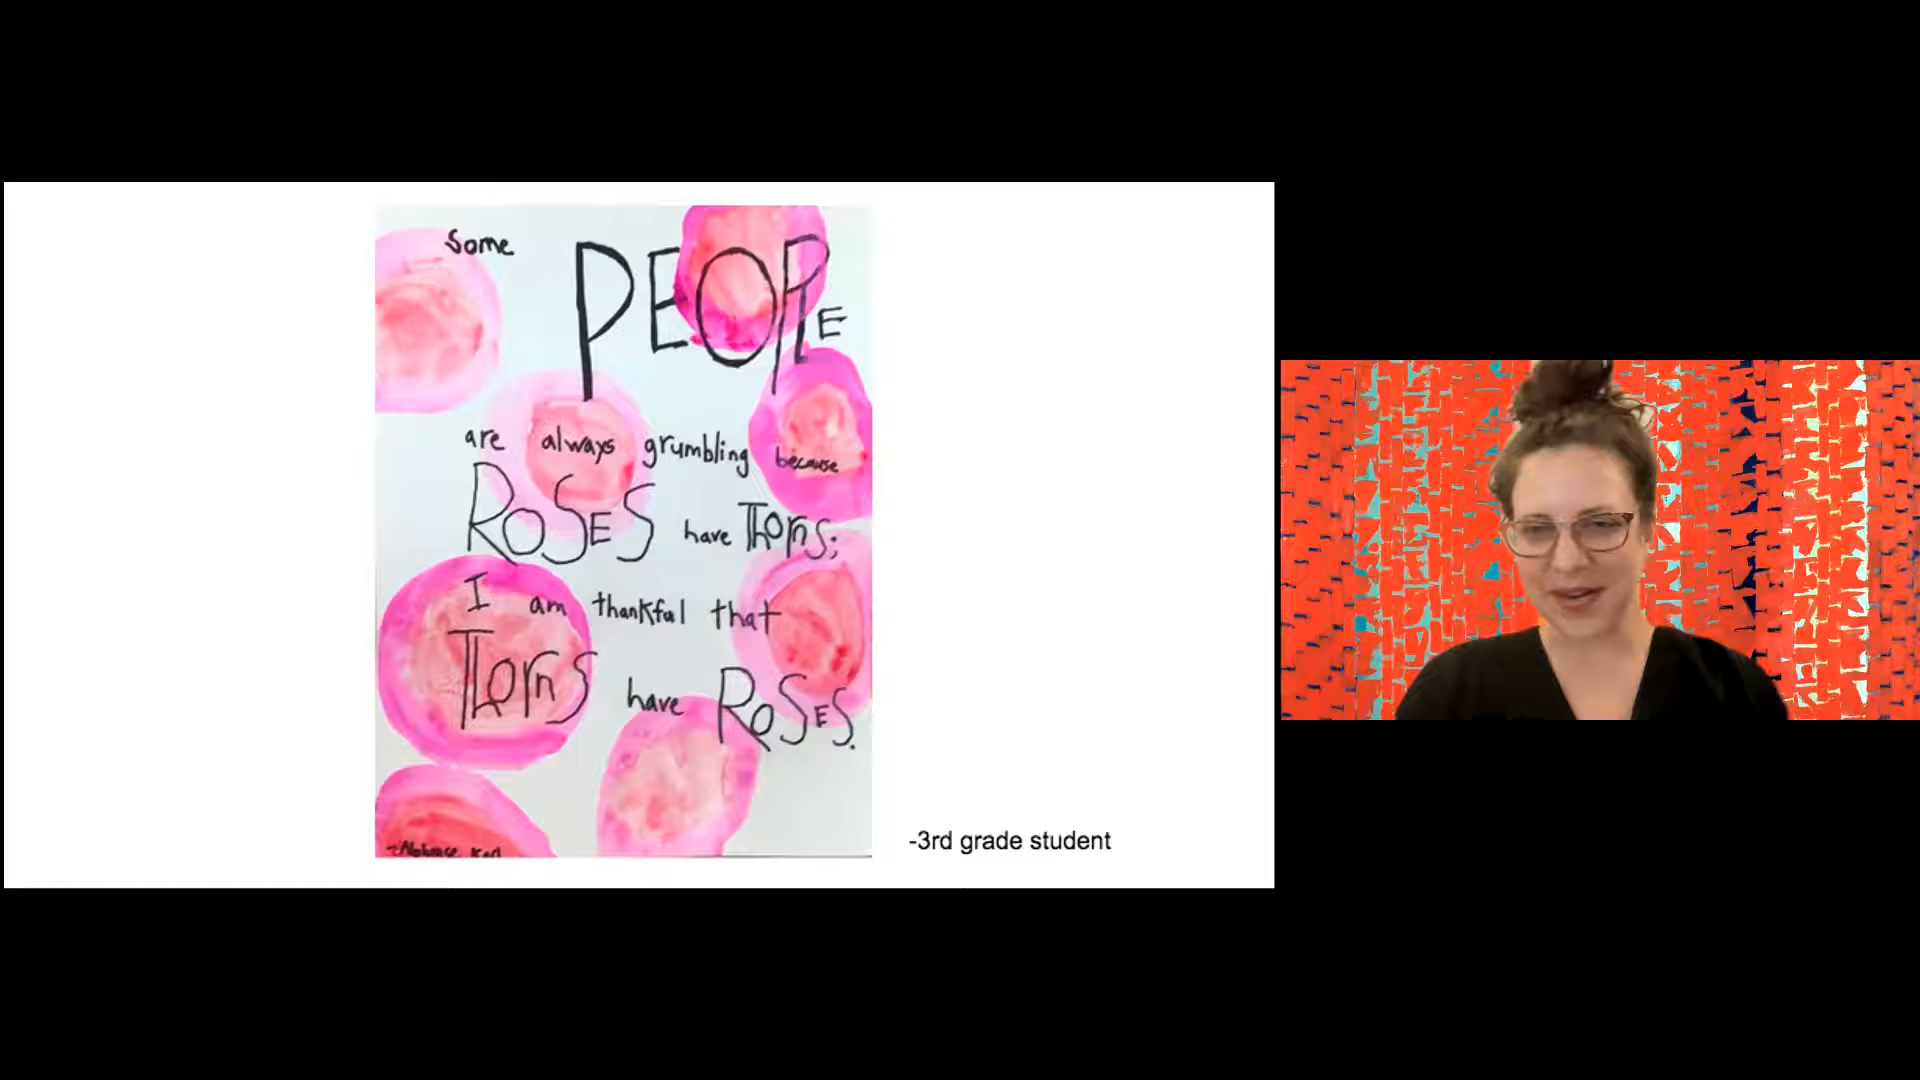 Some PEOPLE
are always grumbling because
ROSES have THORNS;
I am thankful that
THORNS have ROSES.
-3rd grade student